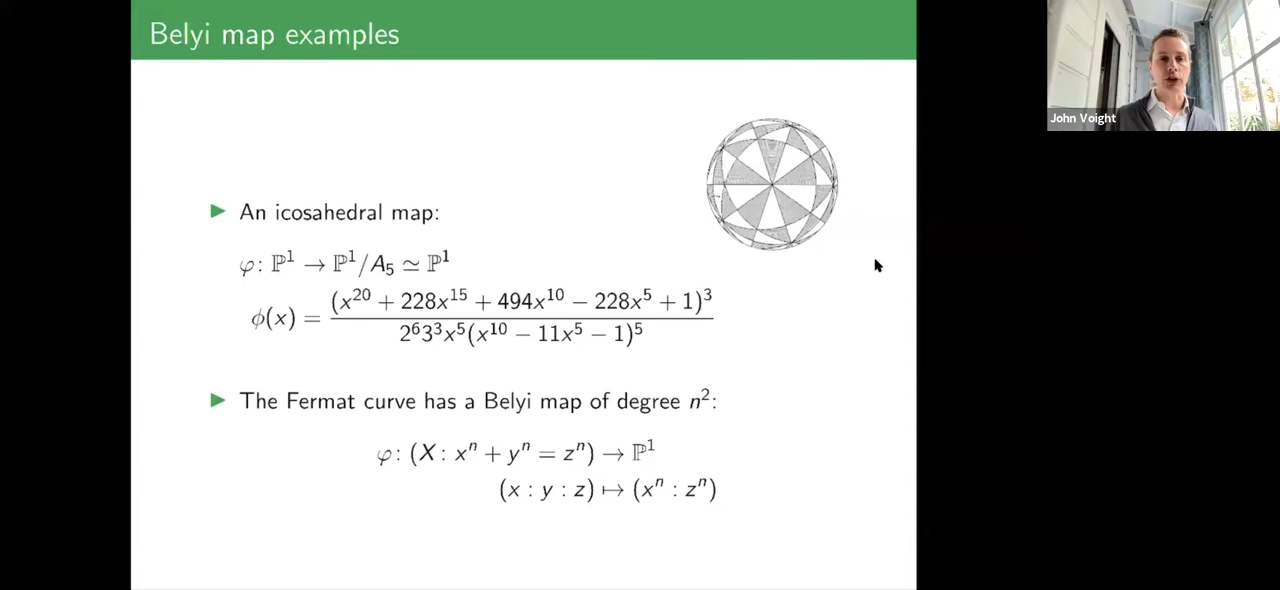 Belyi map examples
John Voight
▶ An icosahedral map:
φ: ℙ¹ → ℙ¹/A₅ ≃ ℙ¹
ϕ(x) = (x²⁰ + 228x¹⁵ + 494x¹⁰ − 228x⁵ + 1)³
2⁶3³x⁵(x¹⁰ − 11x⁵ − 1)⁵
▶ The Fermat curve has a Belyi map of degree n²:
φ: (X : xⁿ + yⁿ = zⁿ) → ℙ¹
(x : y : z) ↦ (xⁿ : zⁿ)